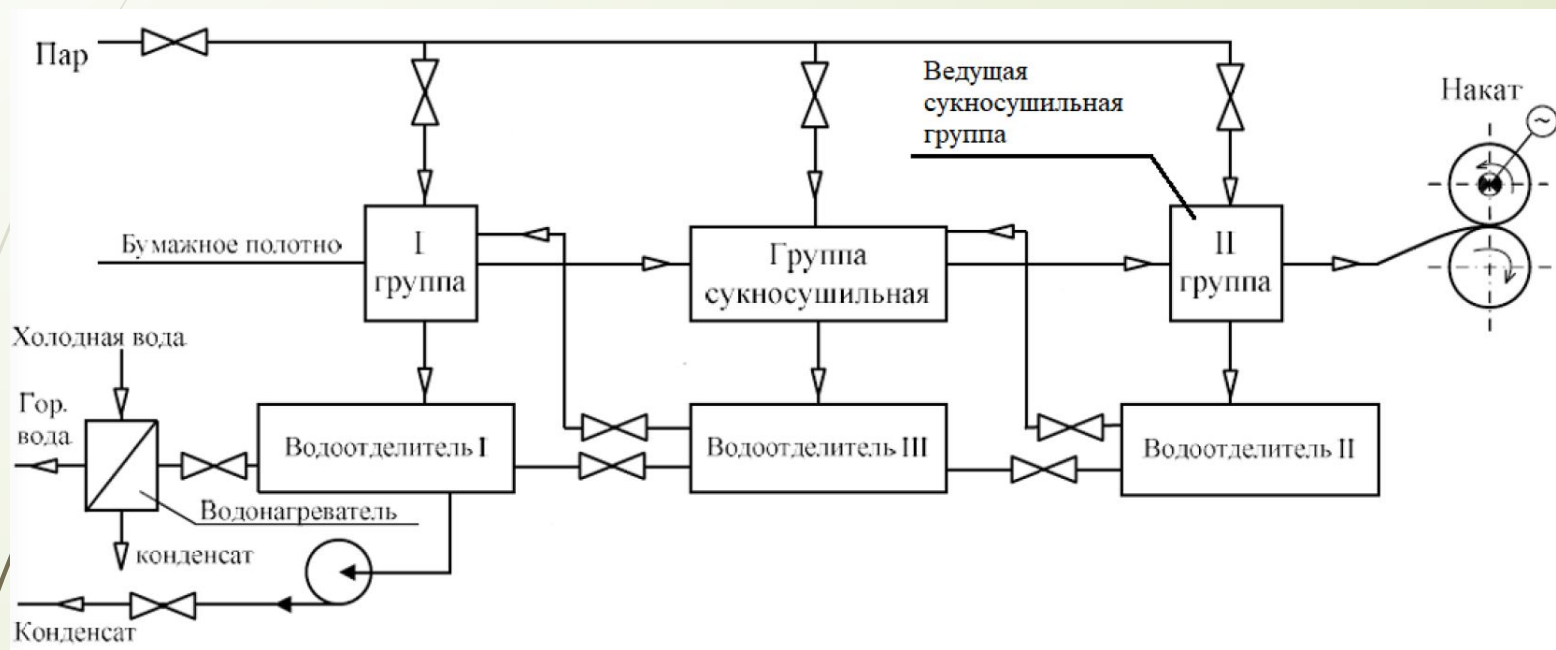 Пар
Ведущая
сукносушильная
группа
Накат
~
Бумажное полотно
I
группа
Группа
сукносушильная
II
группа
Холодная вода
Гор.
вода
Водоотделитель I
Водоотделитель III
Водоотделитель II
Водонагреватель
конденсат
Конденсат